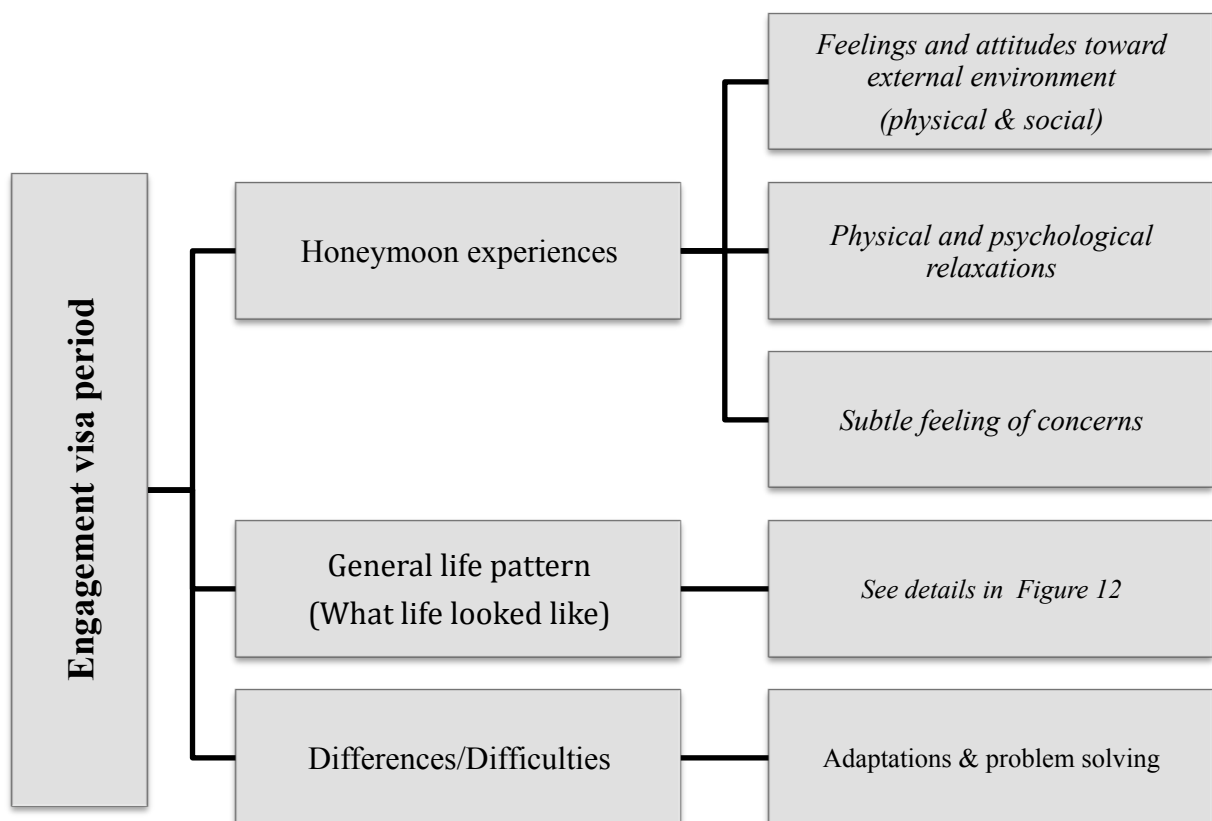 Engagement visa period
Honeymoon experiences
Feelings and attitudes toward
external environment
(physical & social)
Physical and psychological
relaxations
Subtle feeling of concerns
General life pattern
(What life looked like)
See details in  Figure 12
Differences/Difficulties
Adaptations & problem solving